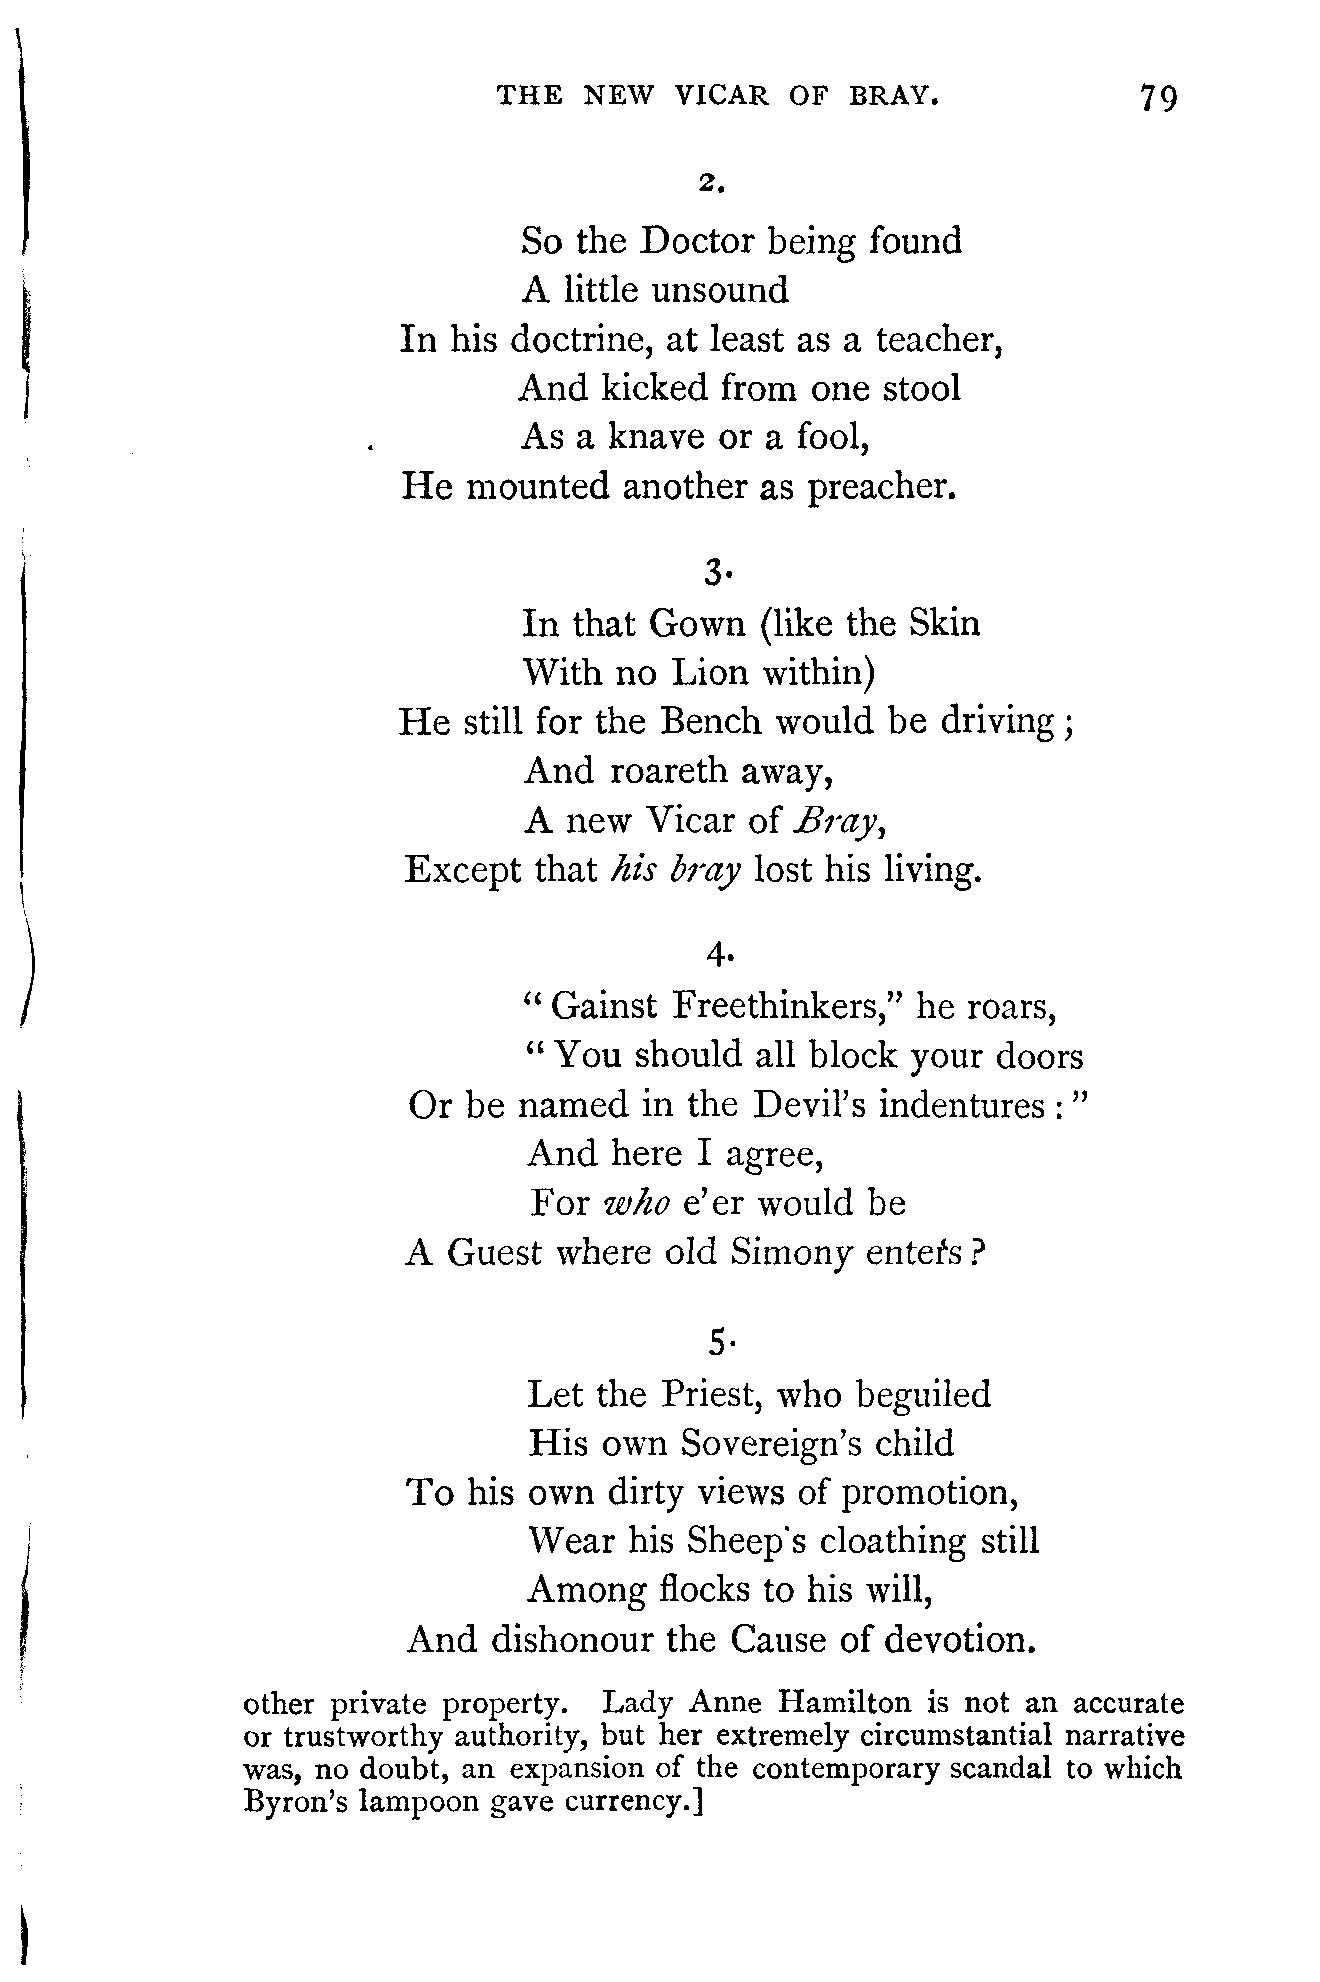 THE NEW VICAR OF BRAY. 79
2.
So the Doctor being found
A little unsound
In his doctrine, at least as a teacher,
And kicked from one stool
As a knave or a fool,
He mounted another as preacher.
3.
In that Gown (like the Skin
With no Lion within)
He still for the Bench would be driving;
And roareth away,
A new Vicar of Bray,
Except that his bray lost his living.
4.
"Gainst Freethinkers," he roars,
"You should all block your doors
Or be named in the Devil's indentures:"
And here I agree,
For who e'er would be
A Guest where old Simony enters?
5.
Let the Priest, who beguiled
His own Sovereign's child
To his own dirty views of promotion,
Wear his Sheep's cloathing still
Among flocks to his will,
And dishonour the Cause of devotion.
other private property. Lady Anne Hamilton is not an accurate
or trustworthy authority, but her extremely circumstantial narrative
was, no doubt, an expansion of the contemporary scandal to which
Byron's lampoon gave currency.]